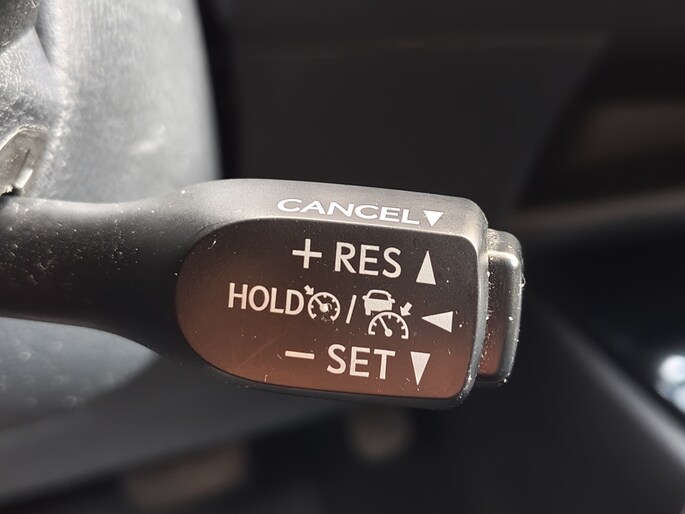 CANCEL▼
+ RES ▲
HOLD / ◀
− SET ▼